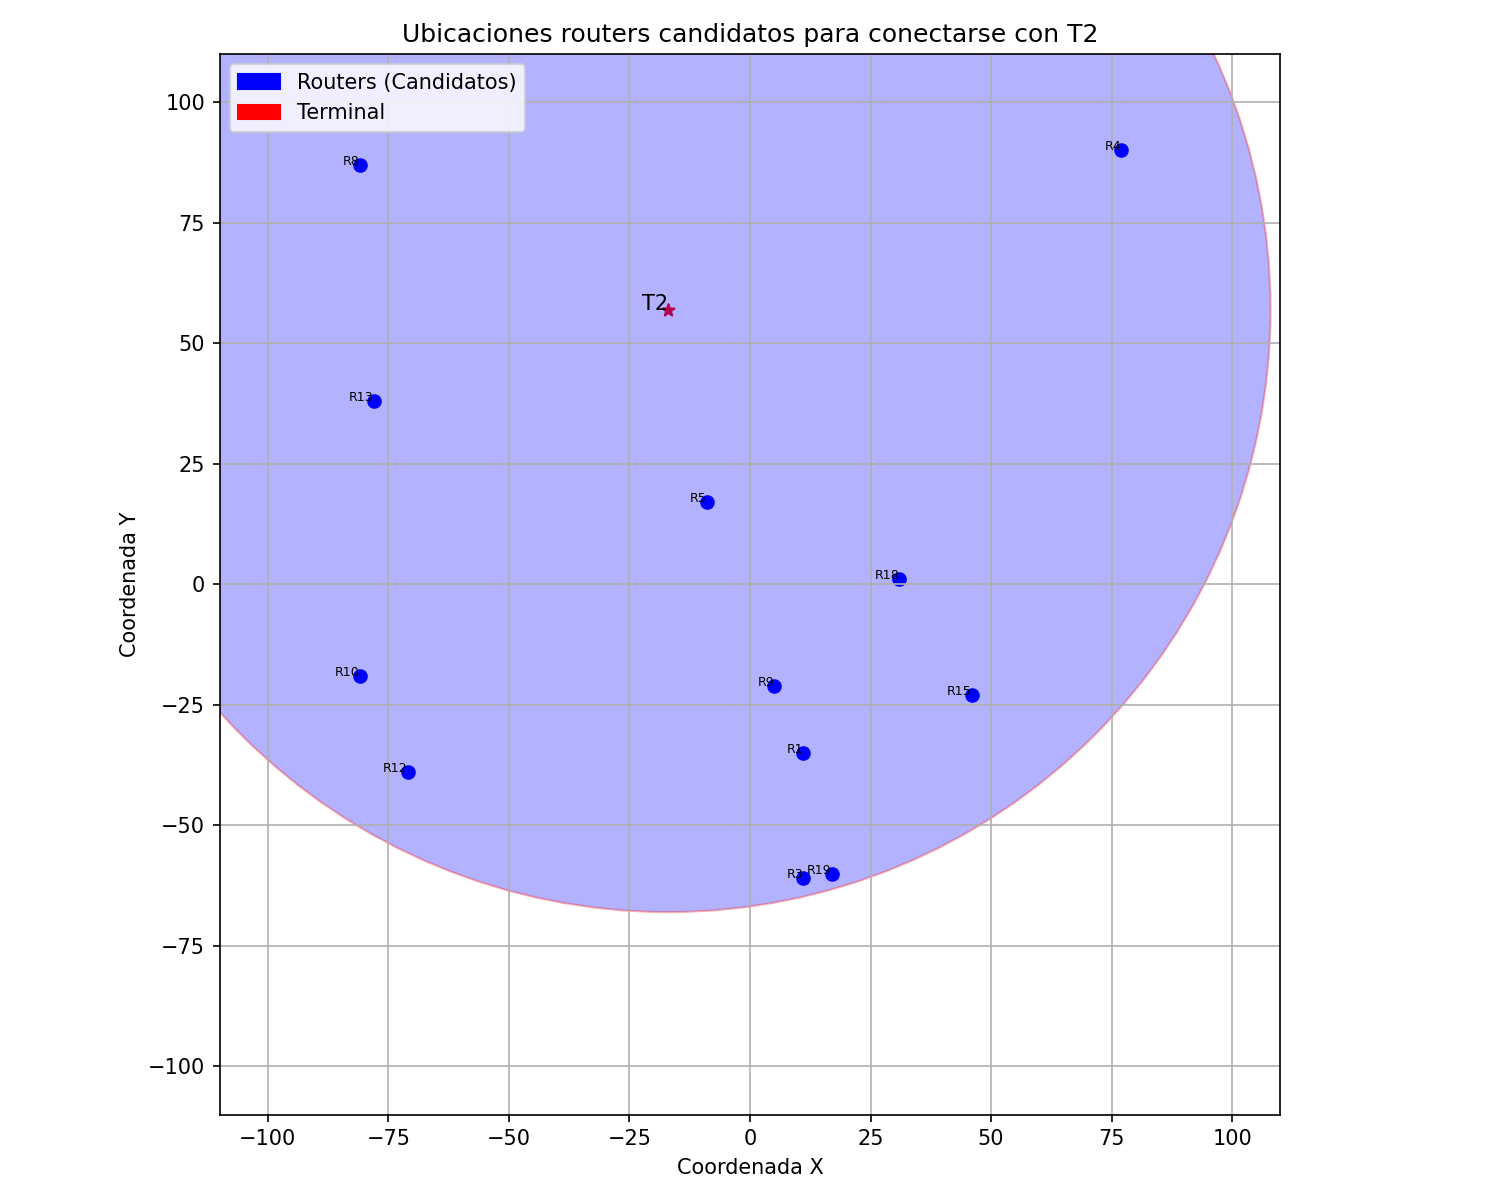 Ubicaciones routers candidatos para conectarse con T2
Routers (Candidatos)
Terminal
100
75
50
25
0
−25
−50
−75
−100
Coordenada Y
R8
R4
T2
R13
R5
R18
R10
R9
R15
R1
R12
R3
R19
−100
−75
−50
−25
0
25
50
75
100
Coordenada X